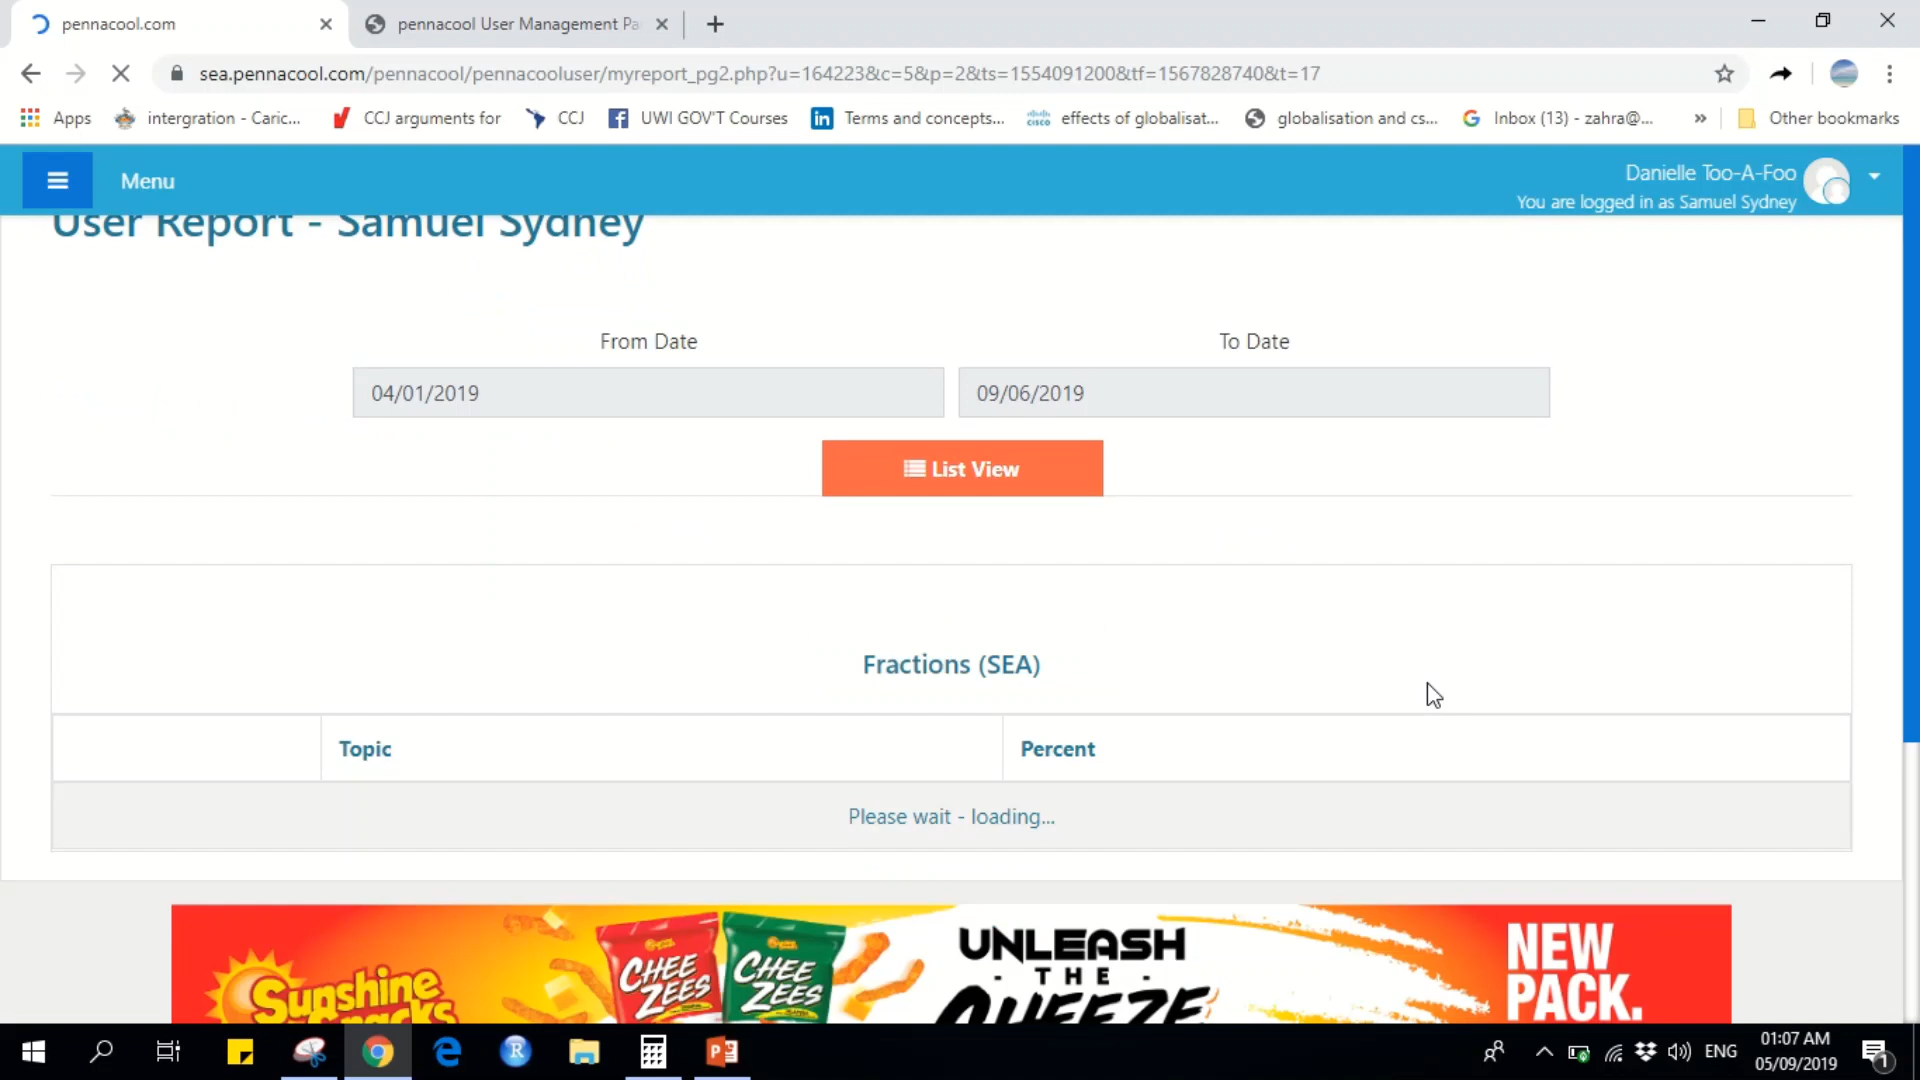 pennacool.com
pennacool User Management Pa
sea.pennacool.com/pennacool/pennacooluser/myreport_pg2.php?u=164223&c=5&p=2&ts=1554091200&tf=1567828740&t=17
Apps
intergration - Caric...
CCJ arguments for
CCJ
UWI GOV'T Courses
Terms and concepts...
effects of globalisat...
globalisation and cs...
Inbox (13) - zahra@...
»
Other bookmarks
Menu
Danielle Too-A-Foo
You are logged in as Samuel Sydney
User Report - Samuel Sydney
From Date
To Date
04/01/2019
09/06/2019
List View
Fractions (SEA)
Topic
Percent
Please wait - loading...
Sunshine
Snacks
CHEE ZEES
CHEE ZEES
UNLEASH
- THE -
CHEEZE
NEW
PACK.
ENG
01:07 AM
05/09/2019
1